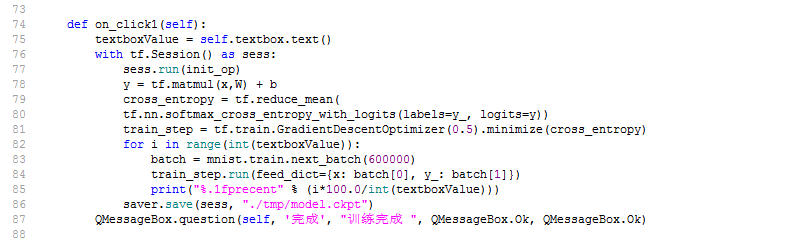 73
74 def on_click1(self):
75 textboxValue = self.textbox.text()
76 with tf.Session() as sess:
77 sess.run(init_op)
78 y = tf.matmul(x,W) + b
79 cross_entropy = tf.reduce_mean(
80 tf.nn.softmax_cross_entropy_with_logits(labels=y_, logits=y))
81 train_step = tf.train.GradientDescentOptimizer(0.5).minimize(cross_entropy)
82 for i in range(int(textboxValue)):
83 batch = mnist.train.next_batch(600000)
84 train_step.run(feed_dict={x: batch[0], y_: batch[1]})
85 print("%.1fprecent" % (i*100.0/int(textboxValue)))
86 saver.save(sess, "./tmp/model.ckpt")
87 QMessageBox.question(self, '完成', "训练完成 ", QMessageBox.Ok, QMessageBox.Ok)
88